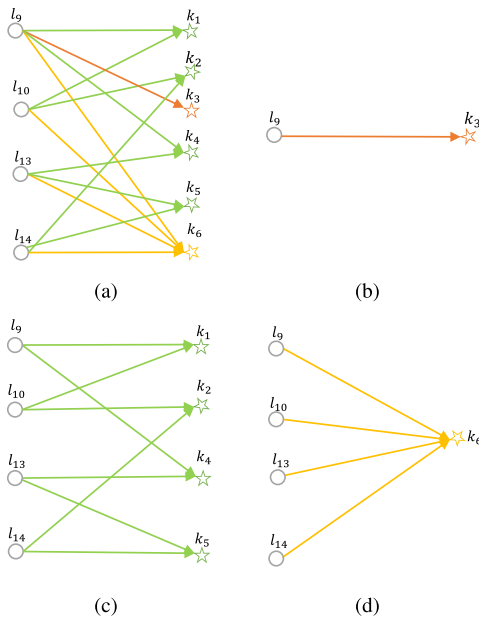 l₉
k₁
k₂
l₁₀
k₃
k₄
l₁₃
k₅
l₁₄
k₆
(a)
l₉
k₃
(b)
l₉
k₁
l₁₀
k₂
l₁₃
k₄
l₁₄
k₅
(c)
l₉
l₁₀
k₆
l₁₃
l₁₄
(d)